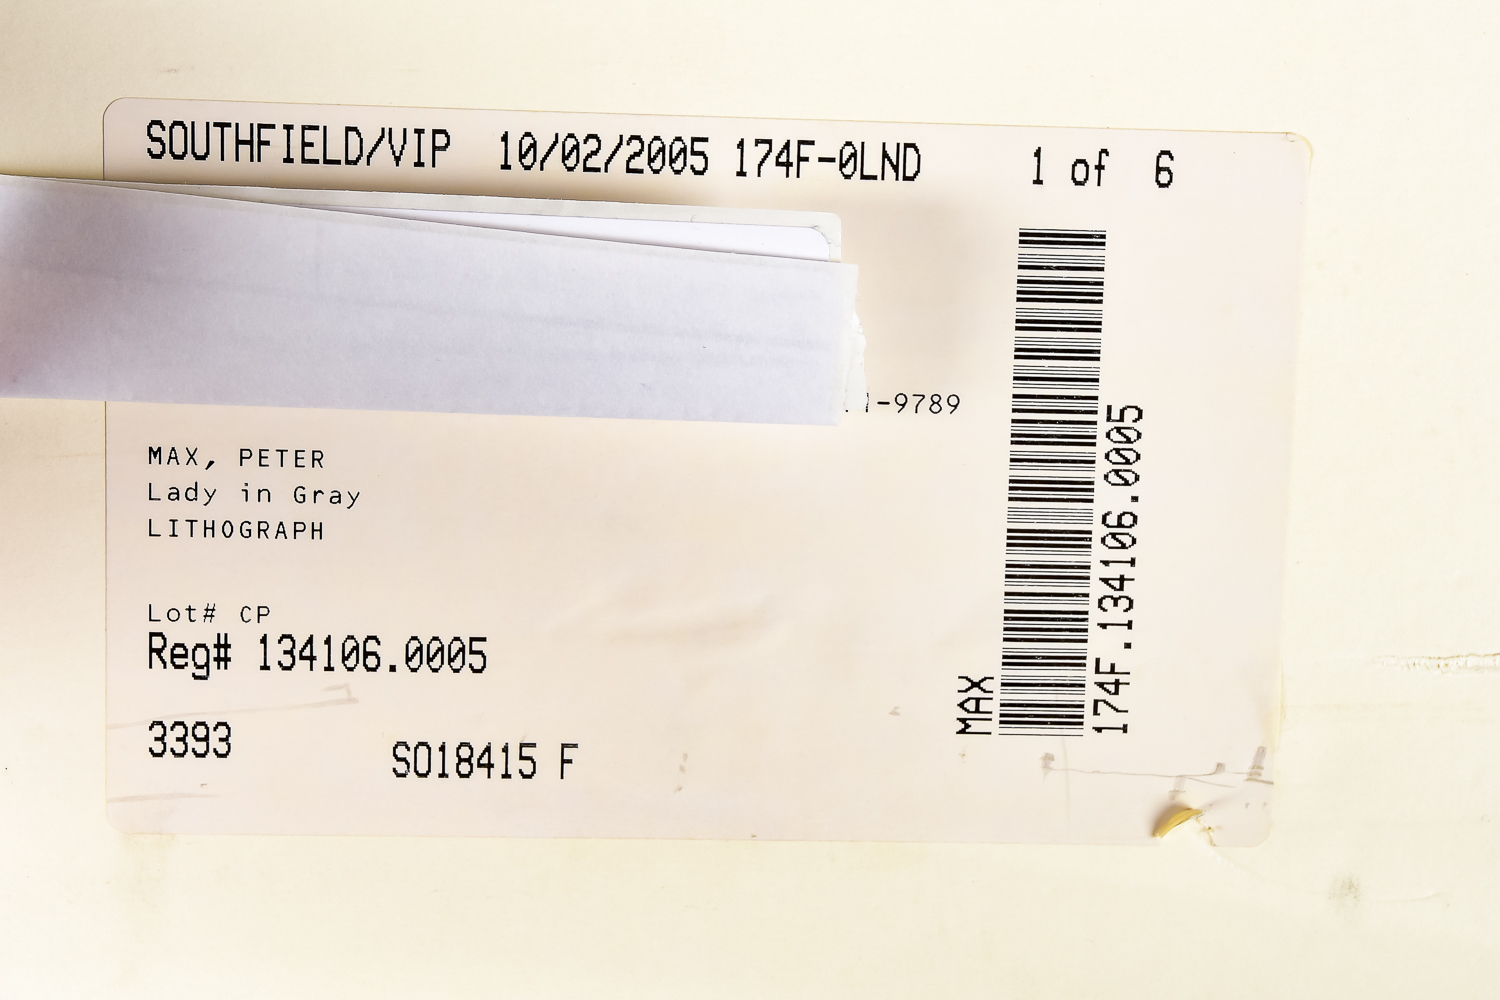 SOUTHFIELD/VIP 10/02/2005 174F-0LND 1 of 6
-9789
MAX, PETER
Lady in Gray
LITHOGRAPH
Lot# CP
Reg# 134106.0005
3393 S018415 F
MAX
174F.134106.0005